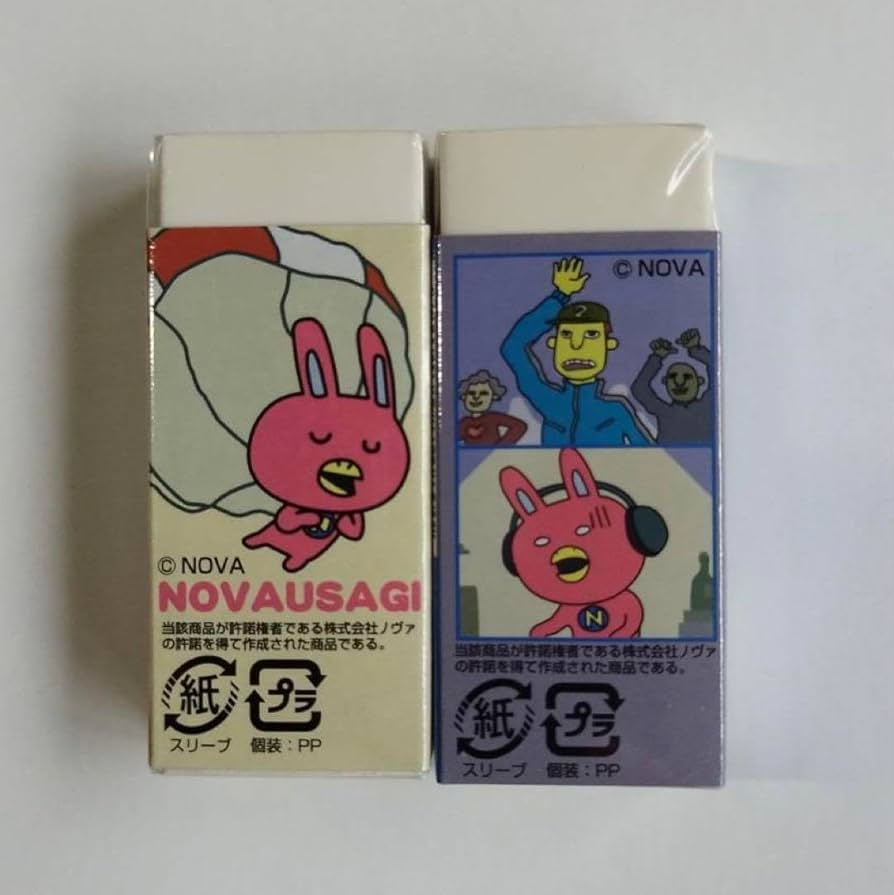 © NOVA
NOVAUSAGI
当該商品が許諾権者である株式会社ノヴァ
の許諾を得て作成された商品である。
紙 プラ
スリーブ 個装：PP
© NOVA
N
当該商品が許諾権者である株式会社ノヴァ
の許諾を得て作成された商品である。
紙 プラ
スリーブ 個装：PP